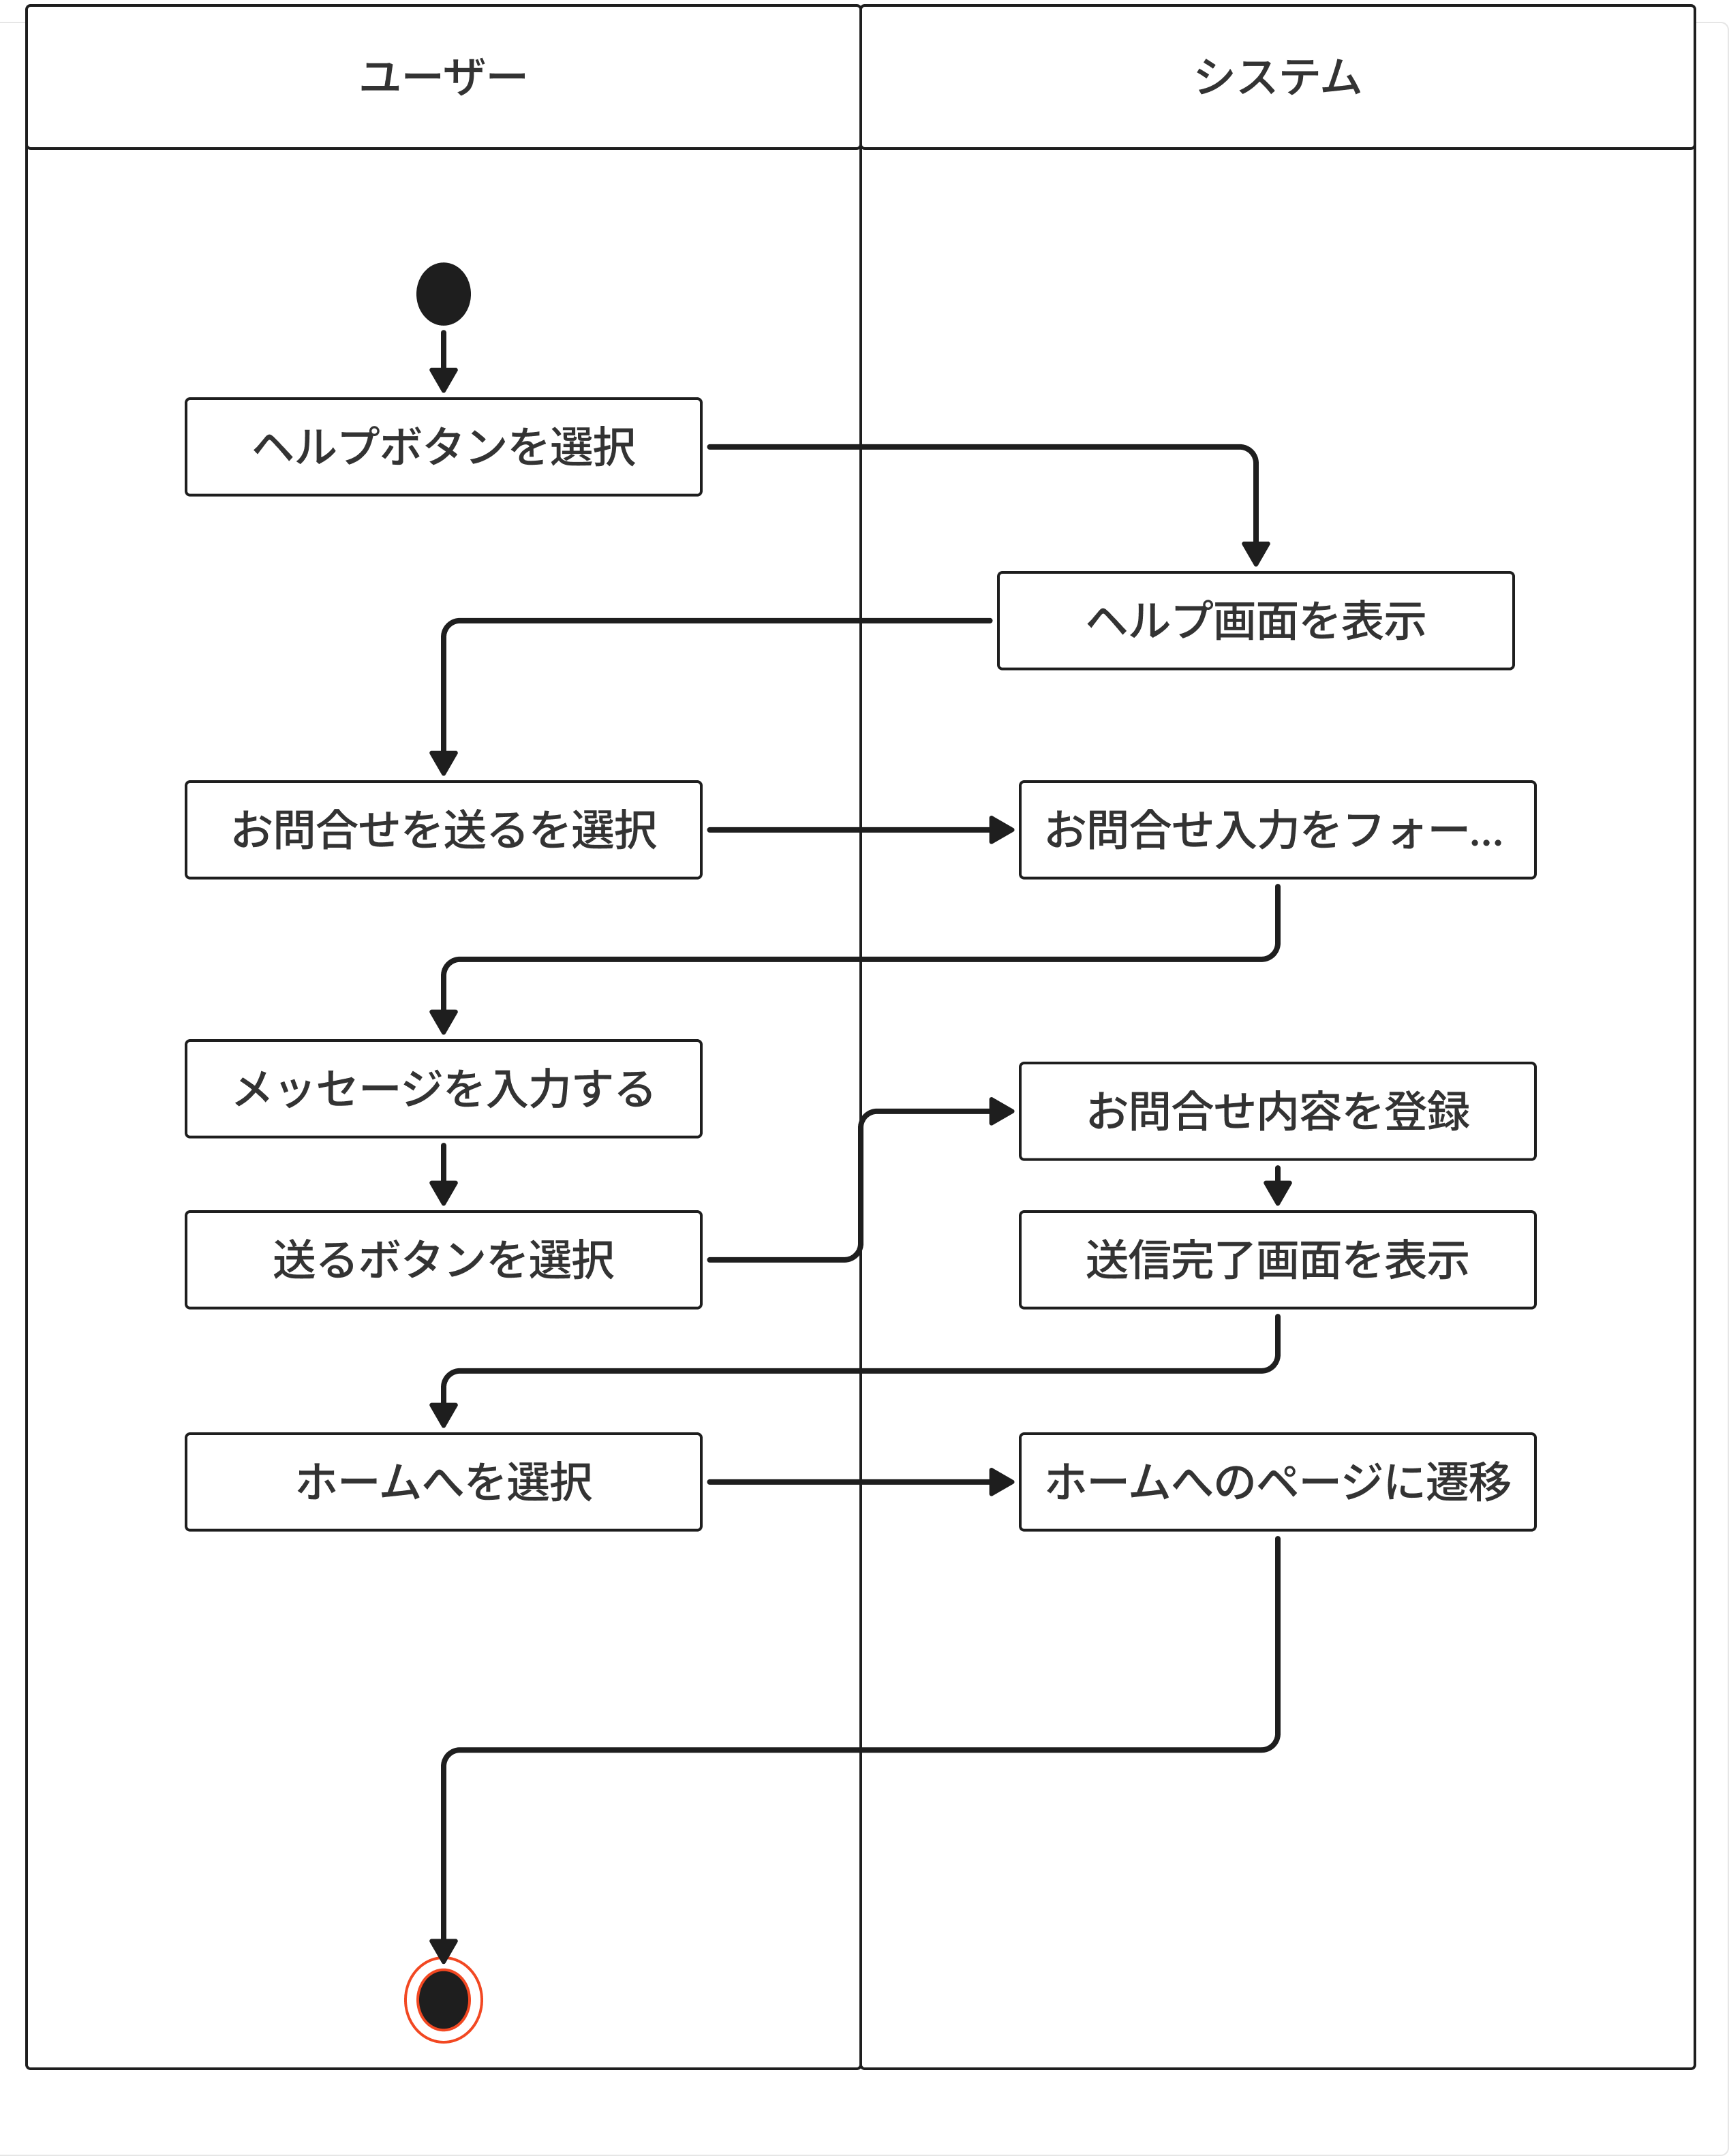 ユーザー
システム
ヘルプボタンを選択
ヘルプ画面を表示
お問合せを送るを選択
お問合せ入力をフォー...
メッセージを入力する
お問合せ内容を登録
送るボタンを選択
送信完了画面を表示
ホームへを選択
ホームへのページに遷移